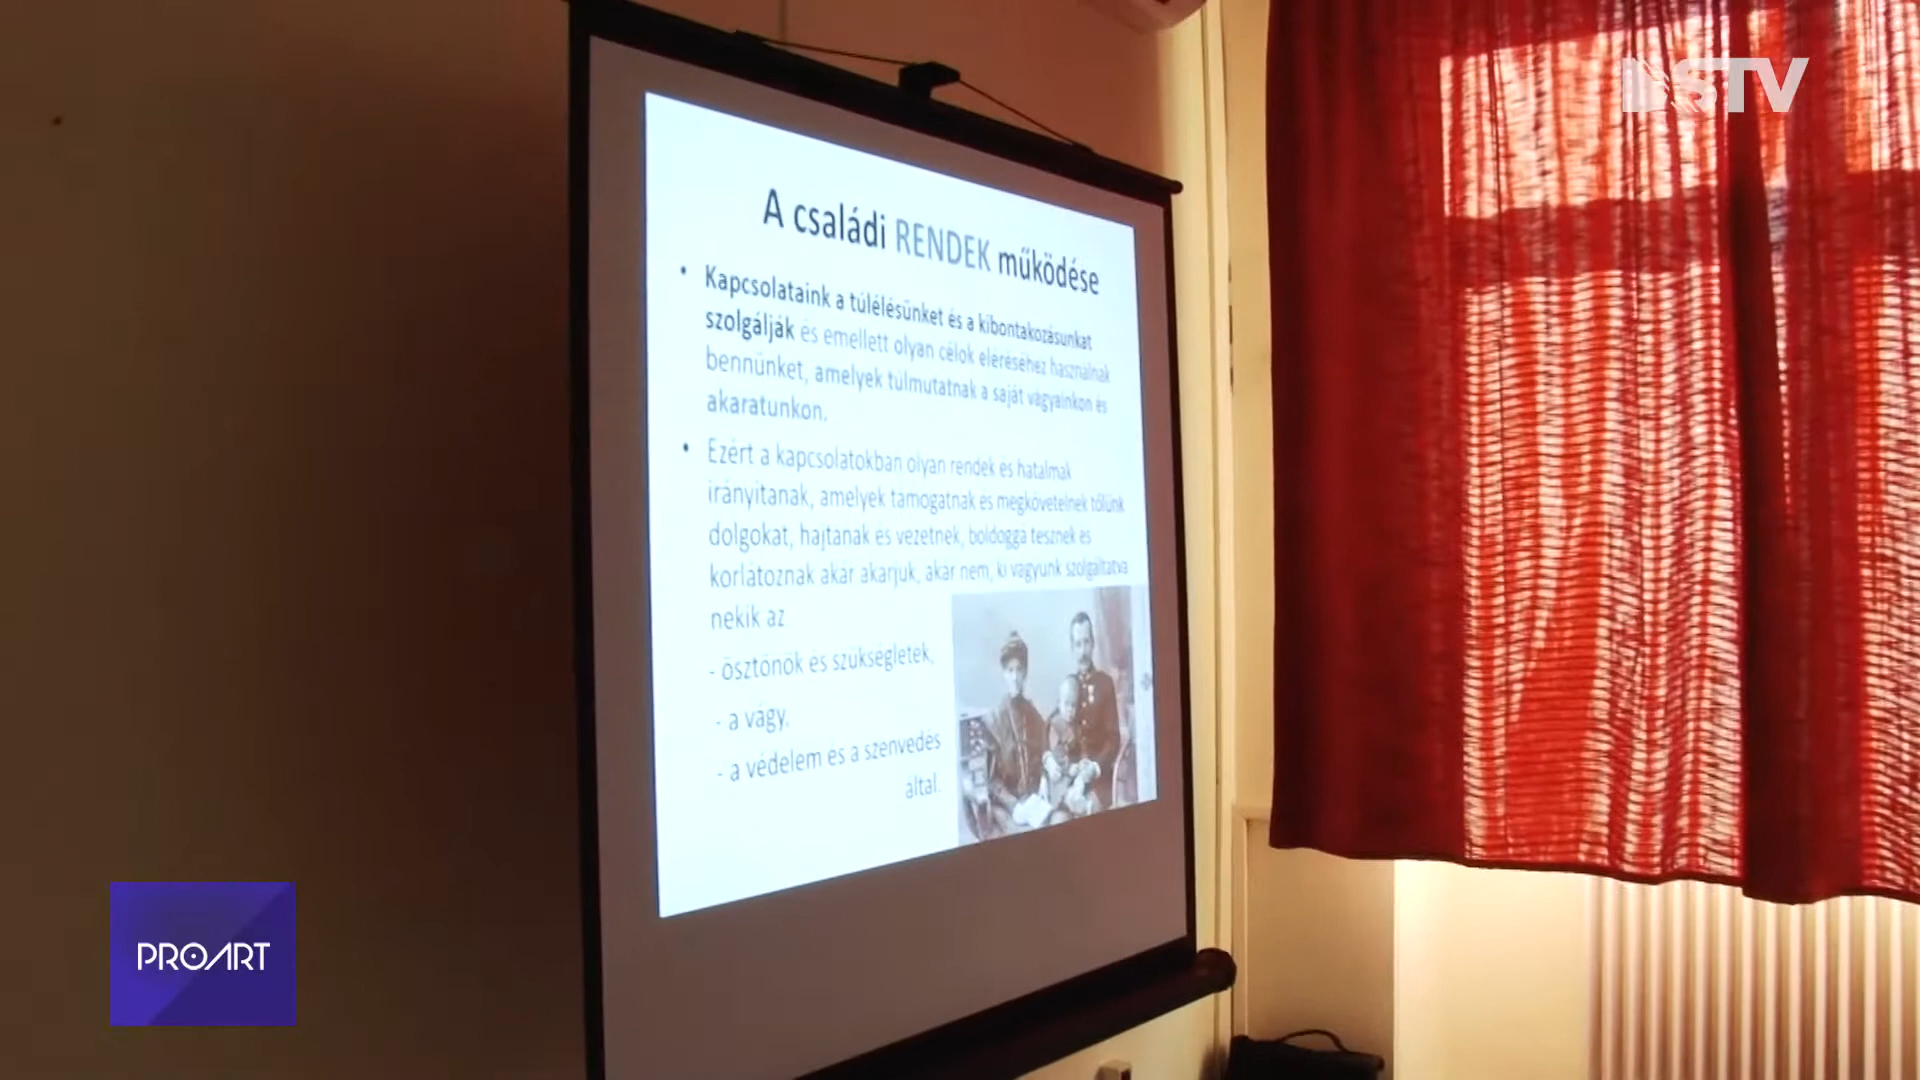 A családi RENDEK működése
• Kapcsolataink a túlélésünket és a kibontakozásunkat
szolgálják és emellett olyan célok eléréséhez használnak
bennünket, amelyek túlmutatnak a saját vágyainkon és
akaratunkon.
• Ezért a kapcsolatokban olyan rendek és hatalmak
irányítanak, amelyek támogatnak és megkövetelnek tőlünk
dolgokat, hajtanak és vezetnek, boldoggá tesznek és
korlátoznak akár akarjuk, akár nem, ki vagyunk szolgáltatva
nekik az
- ösztönök és szükségletek,
- a vágy,
- a védelem és a szenvedés
által.
STV
PROART